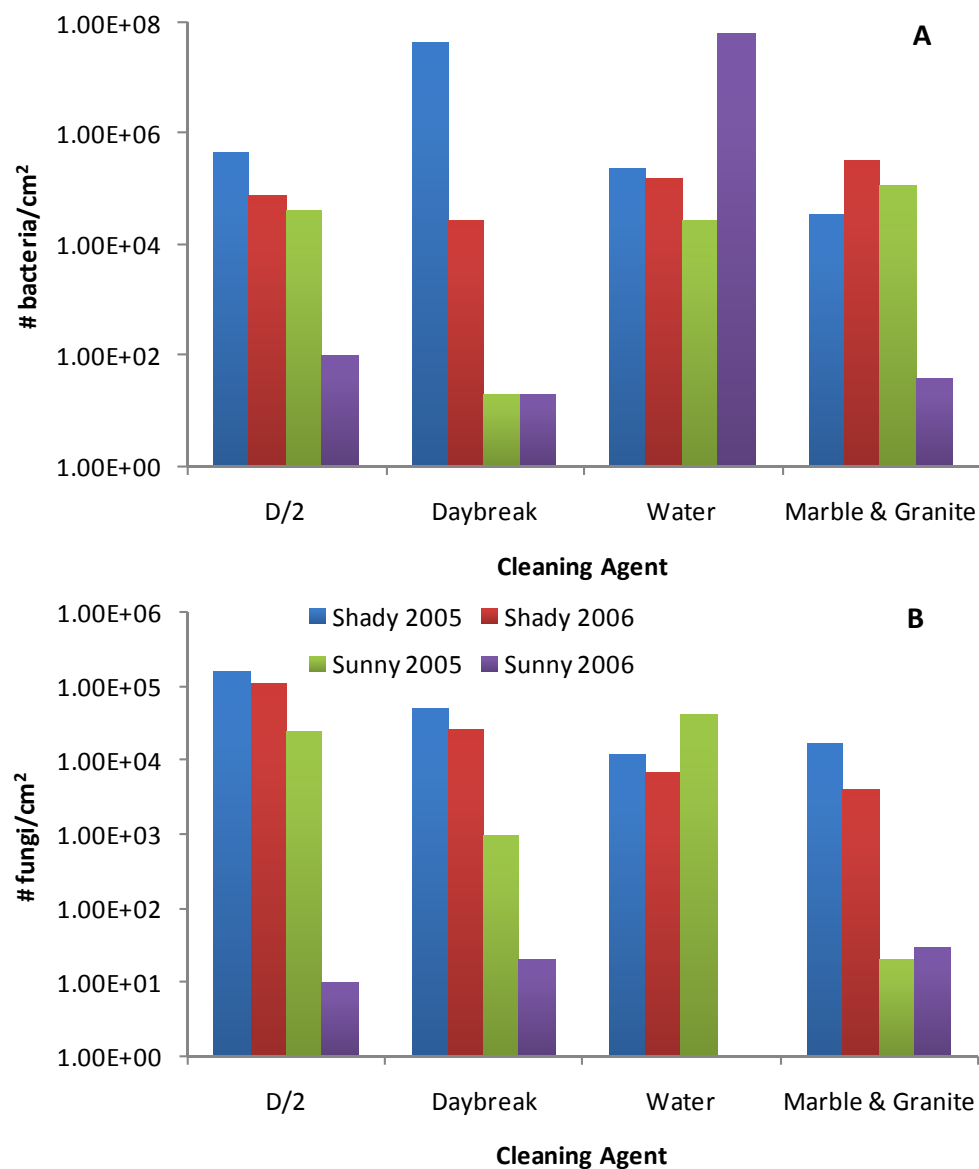 A
# bacteria/cm²
1.00E+08
1.00E+06
1.00E+04
1.00E+02
1.00E+00
D/2 Daybreak Water Marble & Granite
Cleaning Agent
B
# fungi/cm²
1.00E+06
1.00E+05
1.00E+04
1.00E+03
1.00E+02
1.00E+01
1.00E+00
Shady 2005 Shady 2006
Sunny 2005 Sunny 2006
D/2 Daybreak Water Marble & Granite
Cleaning Agent